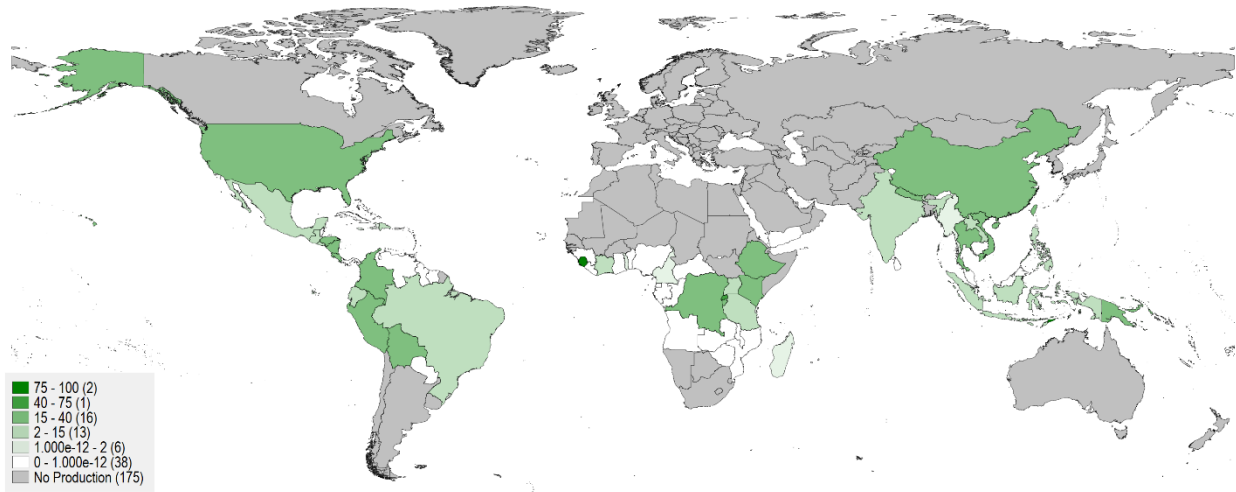 75 - 100 (2)
40 - 75 (1)
15 - 40 (16)
2 - 15 (13)
1.000e-12 - 2 (6)
0 - 1.000e-12 (38)
No Production (175)